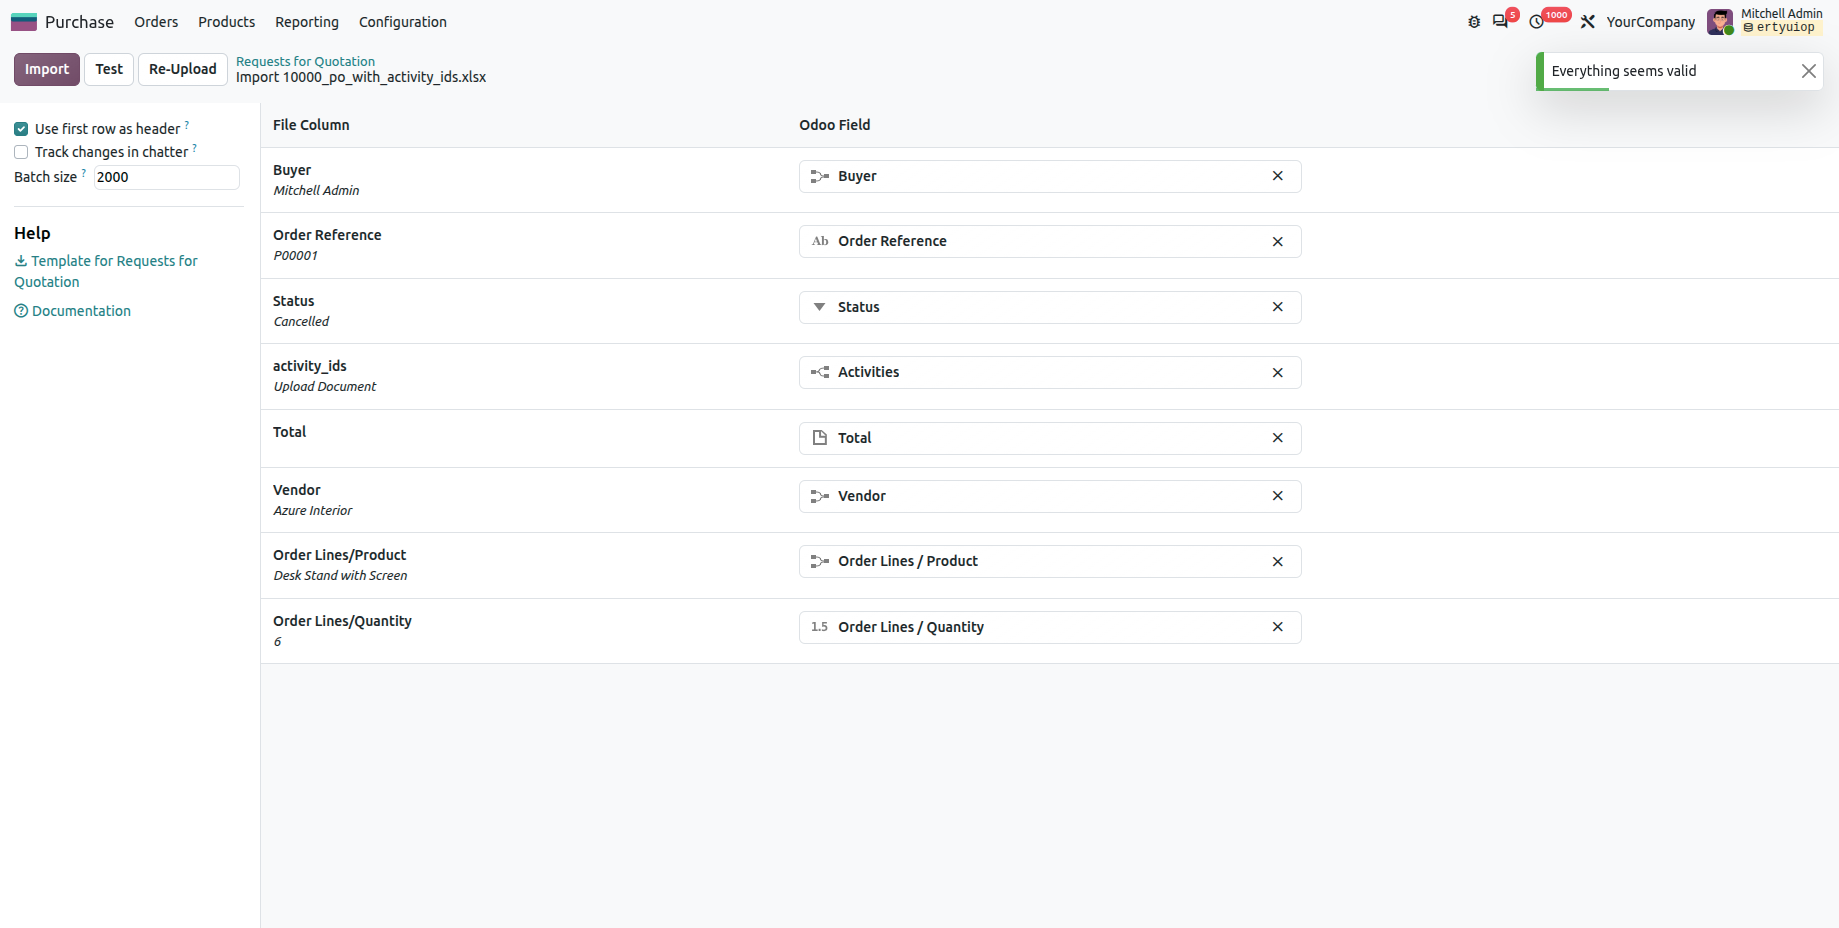 Purchase Orders Products Reporting Configuration 5 1000 YourCompany Mitchell Admin
ertyuiop
Import Test Re-Upload Requests for Quotation
Import 10000_po_with_activity_ids.xlsx
Everything seems valid
Use first row as header ?
Track changes in chatter ?
Batch size ? 2000
Help
Template for Requests for
Quotation
Documentation
File Column Odoo Field
Buyer
Mitchell Admin
Buyer
Order Reference
P00001
Ab Order Reference
Status
Cancelled
Status
activity_ids
Upload Document
Activities
Total
Total
Vendor
Azure Interior
Vendor
Order Lines/Product
Desk Stand with Screen
Order Lines / Product
Order Lines/Quantity
6
1.5 Order Lines / Quantity